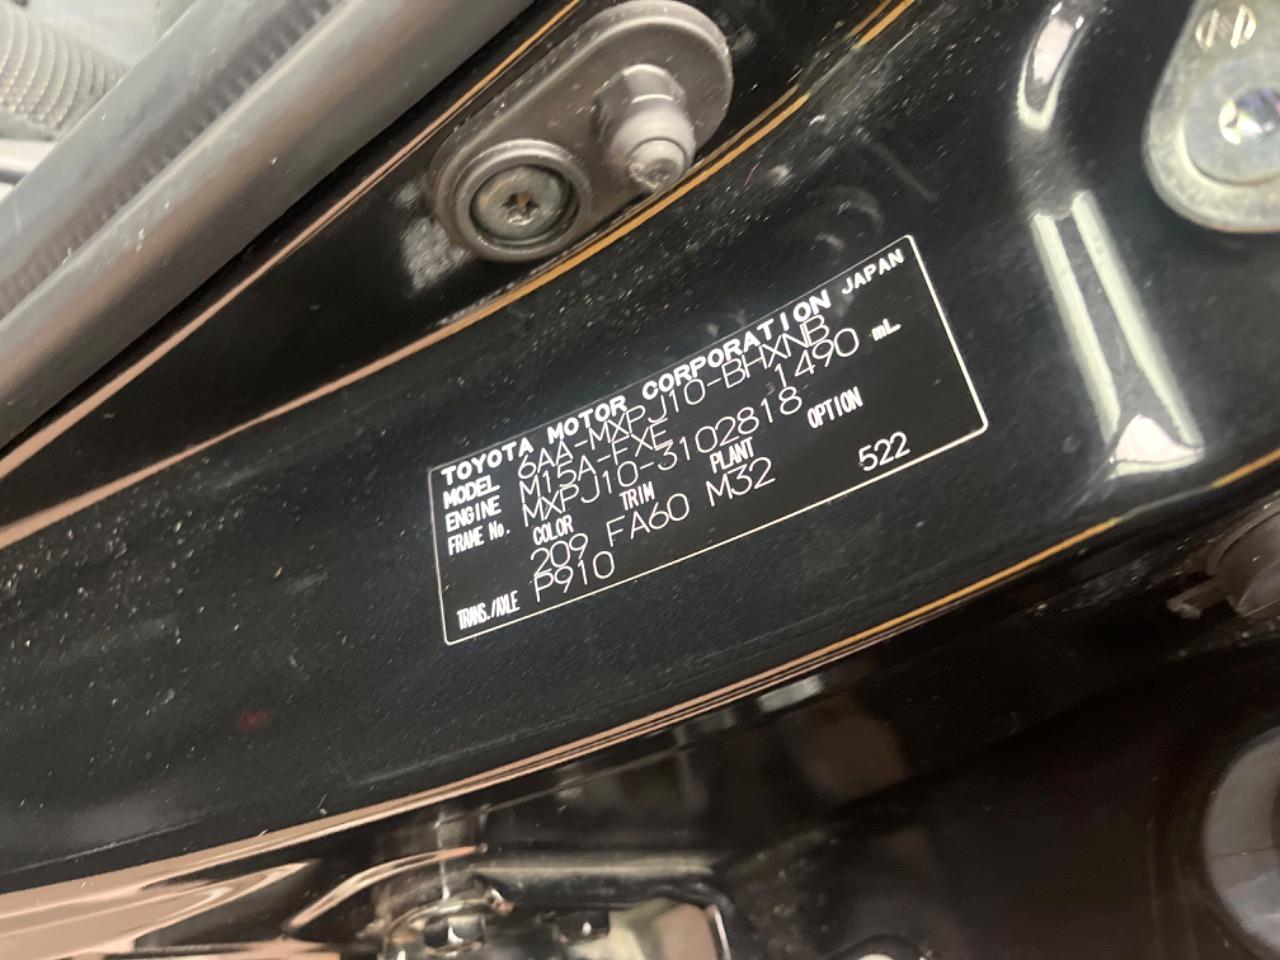 TOYOTA MOTOR CORPORATION JAPAN
MODEL 6AA-MXPJ10-BHXNB
ENGINE M15A-FXE 1490 mL
FRAME No. MXPJ10-3102818
COLOR TRIM PLANT OPTION
209 FA60 M32 522
TRANS./AXLE P910